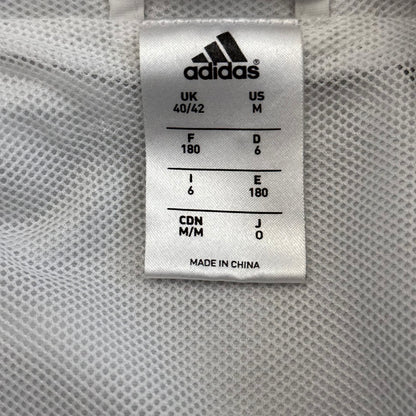 adidas
UK US
40/42 M
F D
180 6
I E
6 180
CDN J
M/M O
MADE IN CHINA